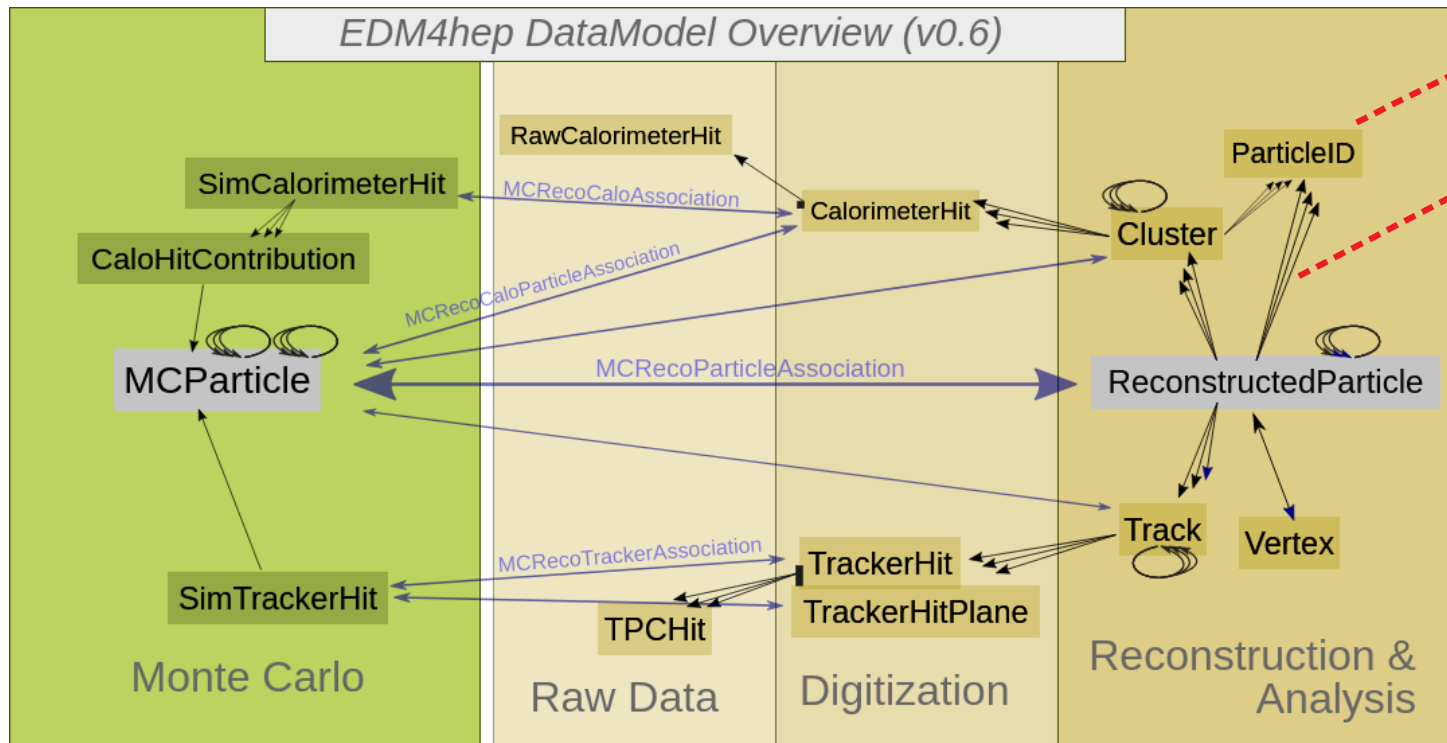 EDM4hep DataModel Overview (v0.6)
RawCalorimeterHit
ParticleID
SimCalorimeterHit
MCRecoCaloAssociation
CalorimeterHit
Cluster
CaloHitContribution
MCRecoCaloParticleAssociation
MCParticle
MCRecoParticleAssociation
ReconstructedParticle
Track
Vertex
MCRecoTrackerAssociation
TrackerHit
SimTrackerHit
TrackerHitPlane
TPCHit
Monte Carlo
Raw Data
Digitization
Reconstruction &
Analysis